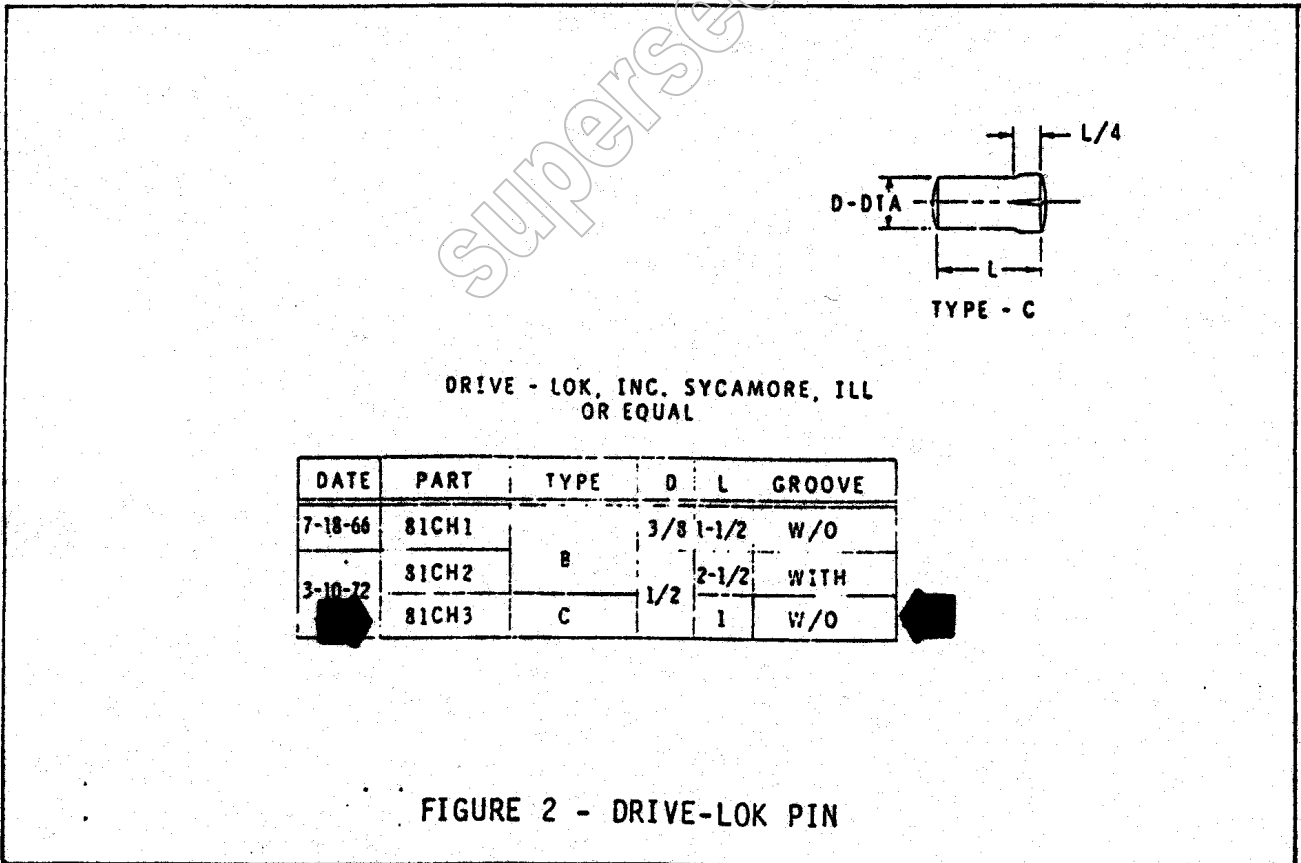 superse
L/4
D-DIA
L
TYPE - C
DRIVE - LOK, INC. SYCAMORE, ILL
OR EQUAL
DATE PART TYPE D L GROOVE
7-18-66 81CH1 B 3/8 1-1/2 W/O
3-10-72 81CH2 1/2 2-1/2 WITH
81CH3 C 1 W/O
FIGURE 2 - DRIVE-LOK PIN